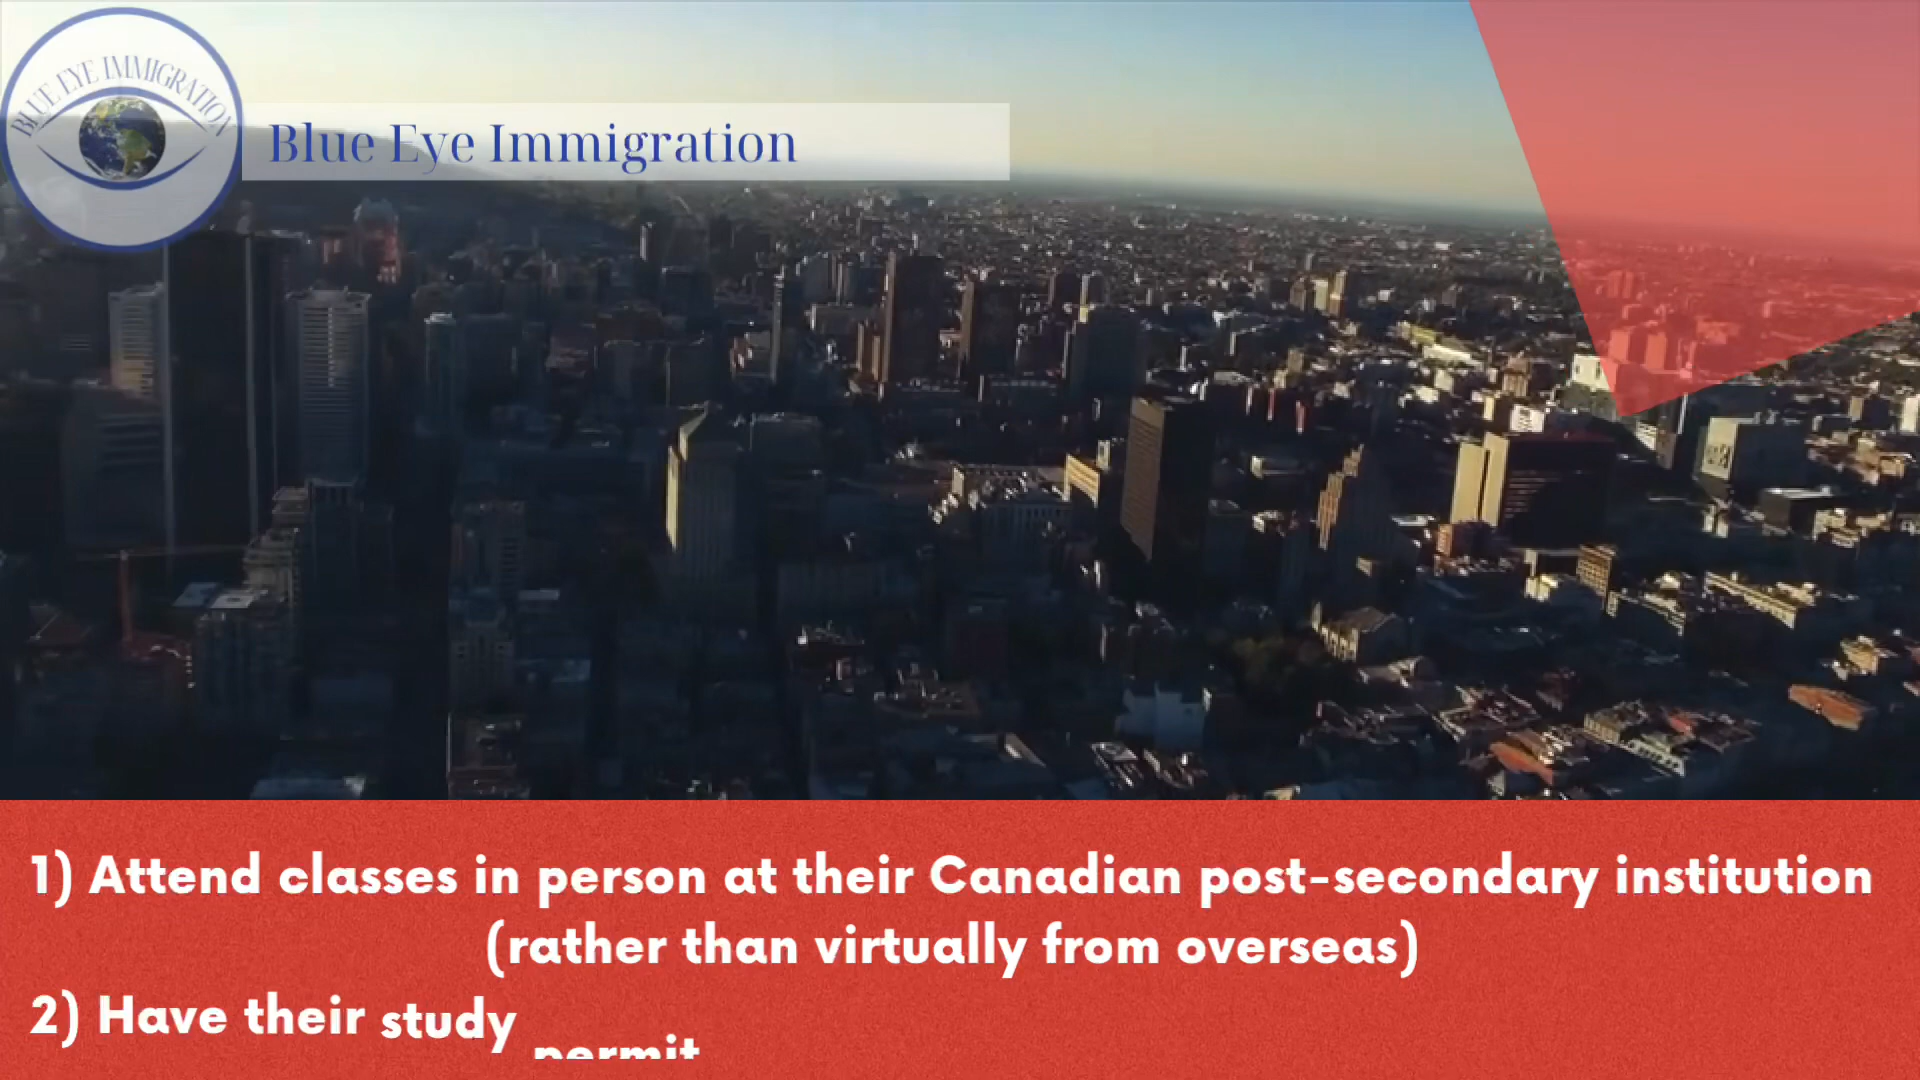 BLUE EYE IMMIGRATION
Blue Eye Immigration
1) Attend classes in person at their Canadian post-secondary institution
(rather than virtually from overseas)
2) Have their study permit